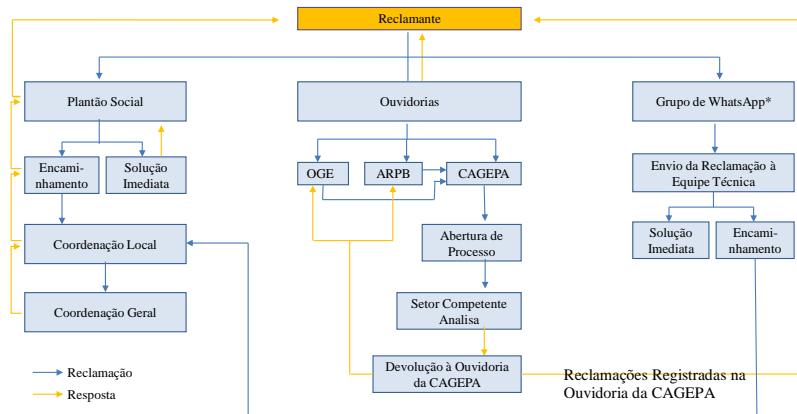 Reclamante
Plantão Social
Ouvidorias
Grupo de WhatsApp*
Encami-
nhamento
Solução
Imediata
OGE
ARPB
CAGEPA
Envio da Reclamação à
Equipe Técnica
Coordenação Local
Abertura de
Processo
Solução
Imediata
Encami-
nhamento
Coordenação Geral
Setor Competente
Analisa
Reclamação
Resposta
Devolução à Ouvidoria
da CAGEPA
Reclamações Registradas na
Ouvidoria da CAGEPA